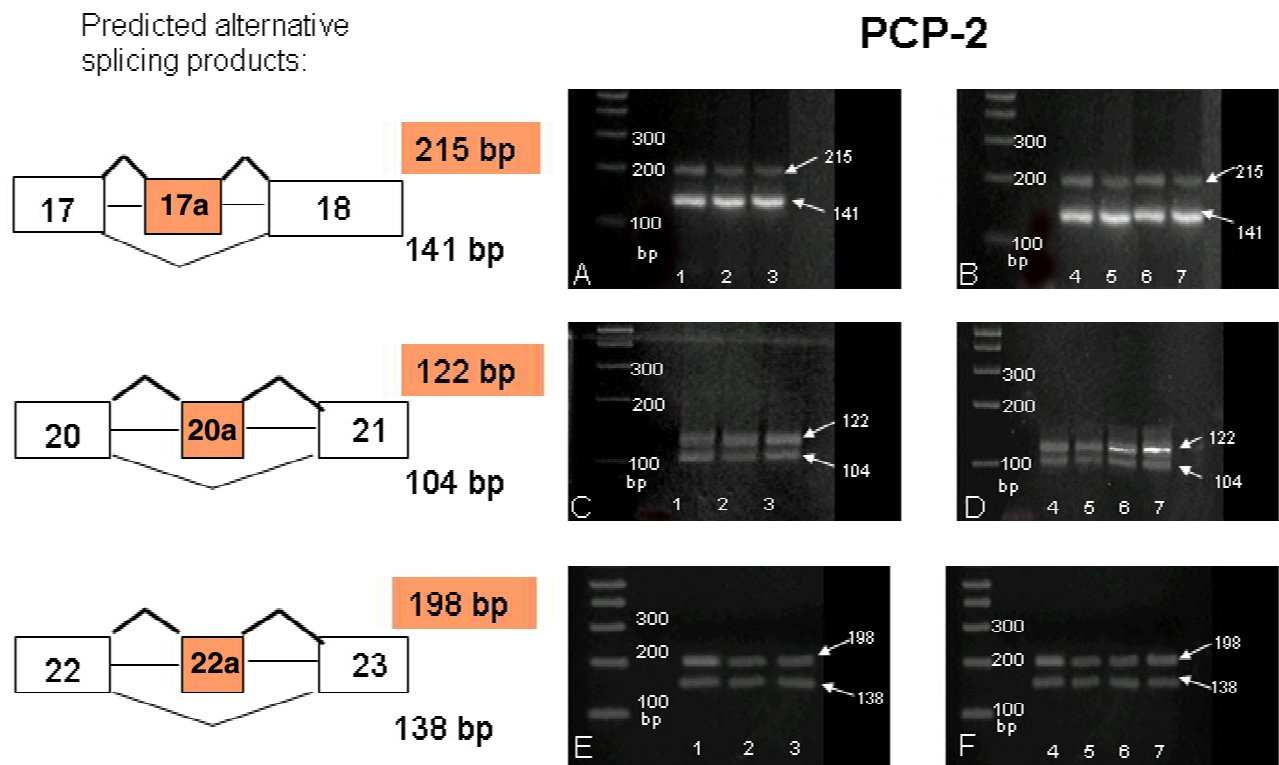 Predicted alternative
splicing products:
PCP-2
17
17a
18
215 bp
141 bp
300
200
100
bp
215
141
A
1 2 3
300
200
100
bp
215
141
B
4 5 6 7
20
20a
21
122 bp
104 bp
300
200
100
bp
122
104
C
1 2 3
300
200
100
bp
122
104
D
4 5 6 7
22
22a
23
198 bp
138 bp
300
200
100
bp
198
138
E
1 2 3
300
200
100
bp
198
138
F
4 5 6 7